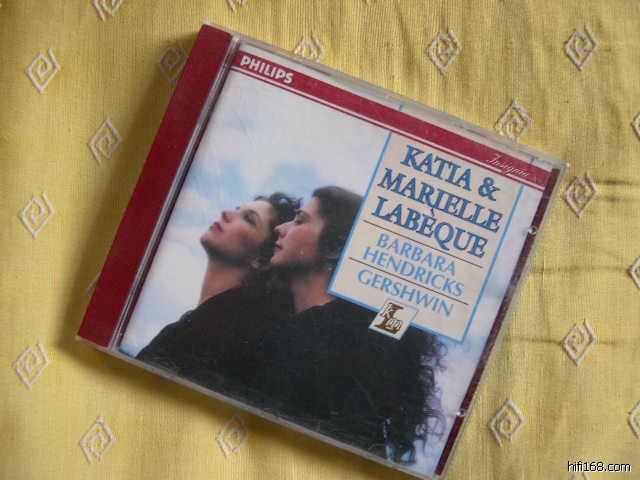 PHILIPS
Insignia
KATIA &
MARIELLE
LABÈQUE
BARBARA
HENDRICKS
GERSHWIN
hifi168.com